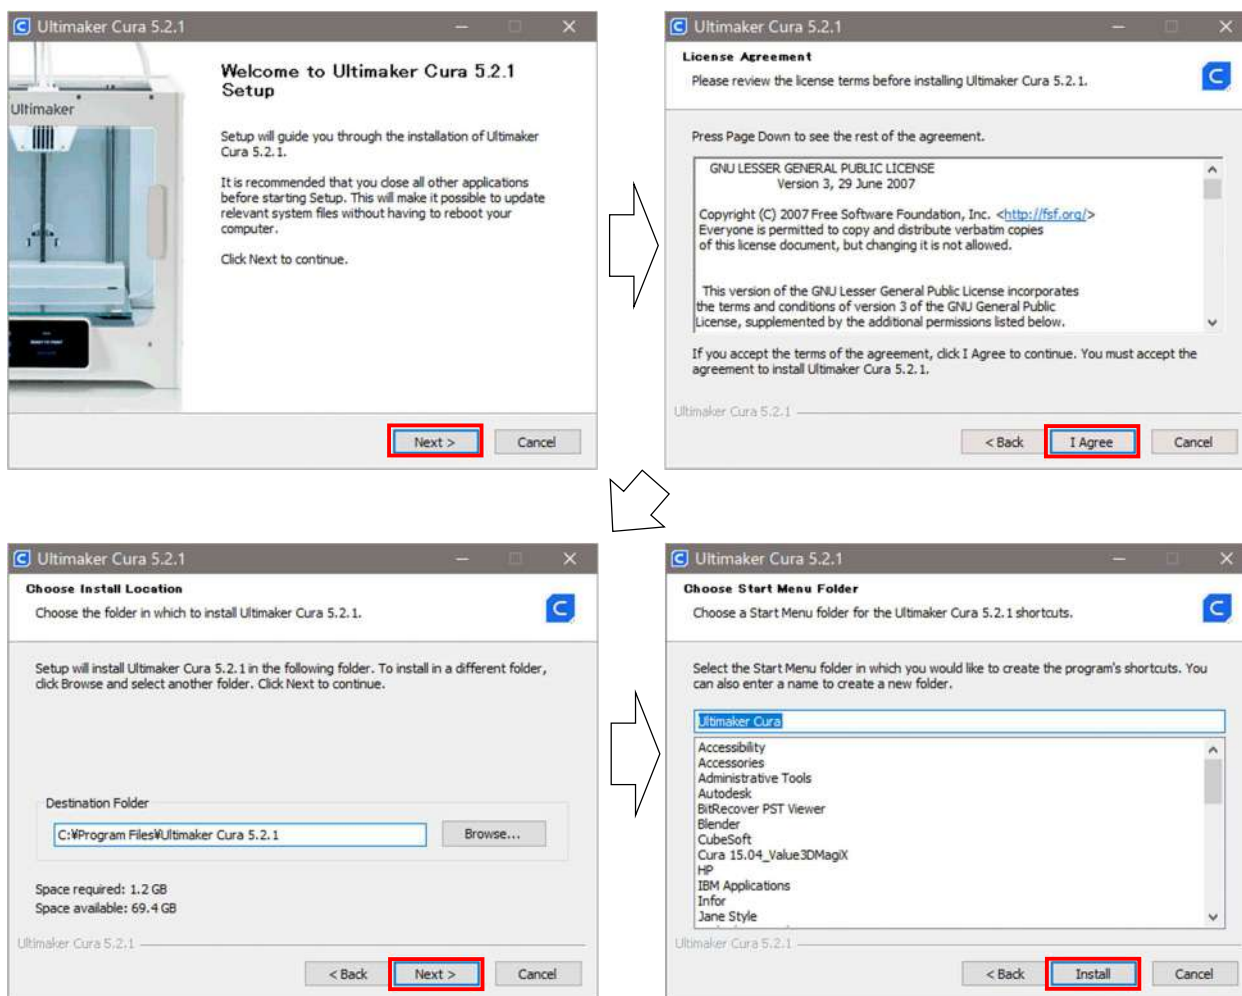 Ultimaker Cura 5.2.1
Ultimaker
Welcome to Ultimaker Cura 5.2.1
Setup
Setup will guide you through the installation of Ultimaker
Cura 5.2.1.
It is recommended that you close all other applications
before starting Setup. This will make it possible to update
relevant system files without having to reboot your
computer.
Click Next to continue.
Next >
Cancel
Ultimaker Cura 5.2.1
License Agreement
Please review the license terms before installing Ultimaker Cura 5.2.1.
Press Page Down to see the rest of the agreement.
GNU LESSER GENERAL PUBLIC LICENSE
Version 3, 29 June 2007
Copyright (C) 2007 Free Software Foundation, Inc. <http://fsf.org/>
Everyone is permitted to copy and distribute verbatim copies
of this license document, but changing it is not allowed.
This version of the GNU Lesser General Public License incorporates
the terms and conditions of version 3 of the GNU General Public
License, supplemented by the additional permissions listed below.
If you accept the terms of the agreement, click I Agree to continue. You must accept the
agreement to install Ultimaker Cura 5.2.1.
Ultimaker Cura 5.2.1
< Back
I Agree
Cancel
Ultimaker Cura 5.2.1
Choose Install Location
Choose the folder in which to install Ultimaker Cura 5.2.1.
Setup will install Ultimaker Cura 5.2.1 in the following folder. To install in a different folder,
click Browse and select another folder. Click Next to continue.
Destination Folder
C:¥Program Files¥Ultimaker Cura 5.2.1
Browse...
Space required: 1.2 GB
Space available: 69.4 GB
Ultimaker Cura 5.2.1
< Back
Next >
Cancel
Ultimaker Cura 5.2.1
Choose Start Menu Folder
Choose a Start Menu folder for the Ultimaker Cura 5.2.1 shortcuts.
Select the Start Menu folder in which you would like to create the program's shortcuts. You
can also enter a name to create a new folder.
Ultimaker Cura
Accessibility
Accessories
Administrative Tools
Autodesk
BitRecover PST Viewer
Blender
CubeSoft
Cura 15.04_Value3DMagiX
HP
IBM Applications
Infor
Jane Style
Ultimaker Cura 5.2.1
< Back
Install
Cancel